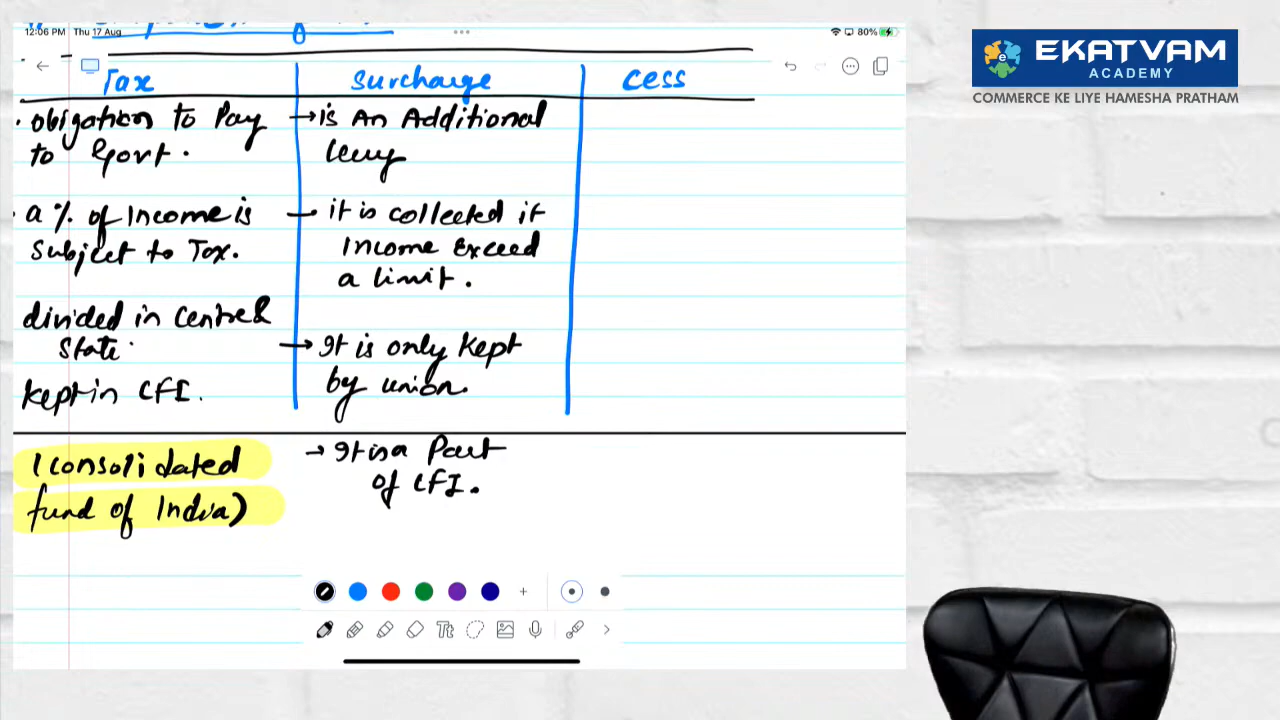 12:06 PM Thu 17 Aug
80%
EKATVAM
ACADEMY
COMMERCE KE LIYE HAMESHA PRATHAM
Tax surcharge cess
• obligation to Pay
to Govt.
• a % of Income is
Subject to Tax.
divided in centre &
State.
kept in CFI.
(Consolidated
fund of India)
→ is An Additional
levy
→ it is collected if
Income Exceed
a limit.
→ It is only kept
by union.
→ It is a Part
of CFI.
Tt